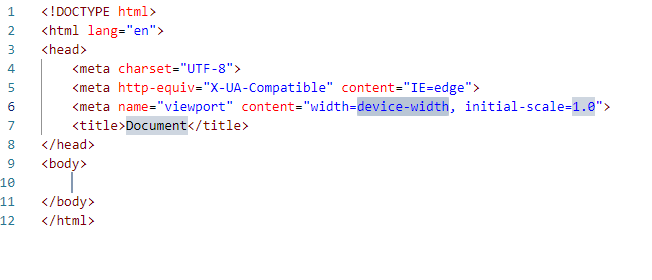 1 <!DOCTYPE html>
2 <html lang="en">
3 <head>
4     <meta charset="UTF-8">
5     <meta http-equiv="X-UA-Compatible" content="IE=edge">
6     <meta name="viewport" content="width=device-width, initial-scale=1.0">
7     <title>Document</title>
8 </head>
9 <body>
10
11 </body>
12 </html>